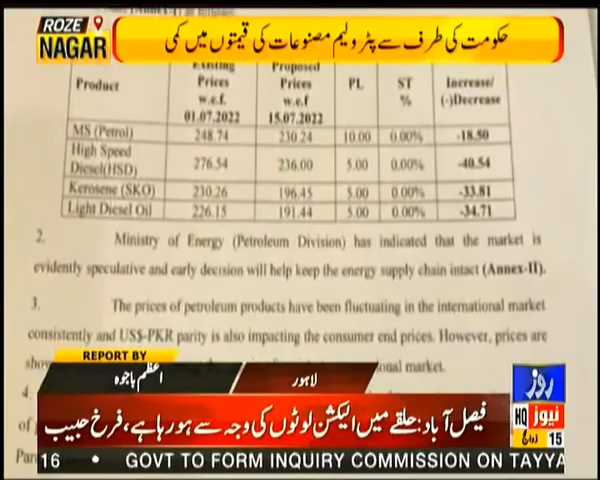 ROZE
NAGAR
حکومت کی طرف سے پٹرولیم مصنوعات کی قیمتوں میں کمی
Product
Existing Prices w.e.f. 01.07.2022
Proposed Prices w.e.f 15.07.2022
PL
ST %
Increase/ (-)Decrease
MS (Petrol) 248.74 230.24 10.00 0.00% -18.50
High Speed Diesel(HSD) 276.54 236.00 5.00 0.00% -40.54
Kerosene (SKO) 230.26 196.45 5.00 0.00% -33.81
Light Diesel Oil 226.15 191.44 5.00 0.00% -34.71
2. Ministry of Energy (Petroleum Division) has indicated that the market is
evidently speculative and early decision will help keep the energy supply chain intact (Annex-II).
3. The prices of petroleum products have been fluctuating in the international market
consistently and US$-PKR parity is also impacting the consumer end prices. However, prices are
market.
4.
of
REPORT BY
اعظم باجوہ
لاہور
روز
HQ نیوز
15
فیصل آباد: حلقے میں الیکشن لوٹوں کی وجہ سے ہو رہا ہے، فرخ حبیب
16 • GOVT TO FORM INQUIRY COMMISSION ON TAYYA